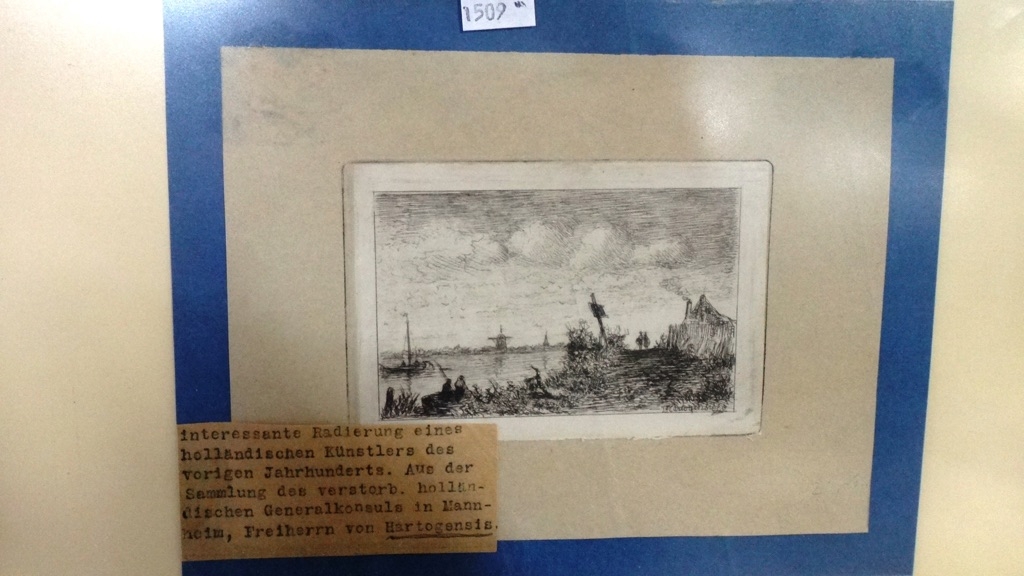 1509
interessante Radierung eines
holländischen Künstlers des
vorigen Jahrhunderts. Aus der
Sammlung des verstorb. hollän-
dischen Generalkonsuls in Mann-
heim, Freiherrn von Hartogensis.